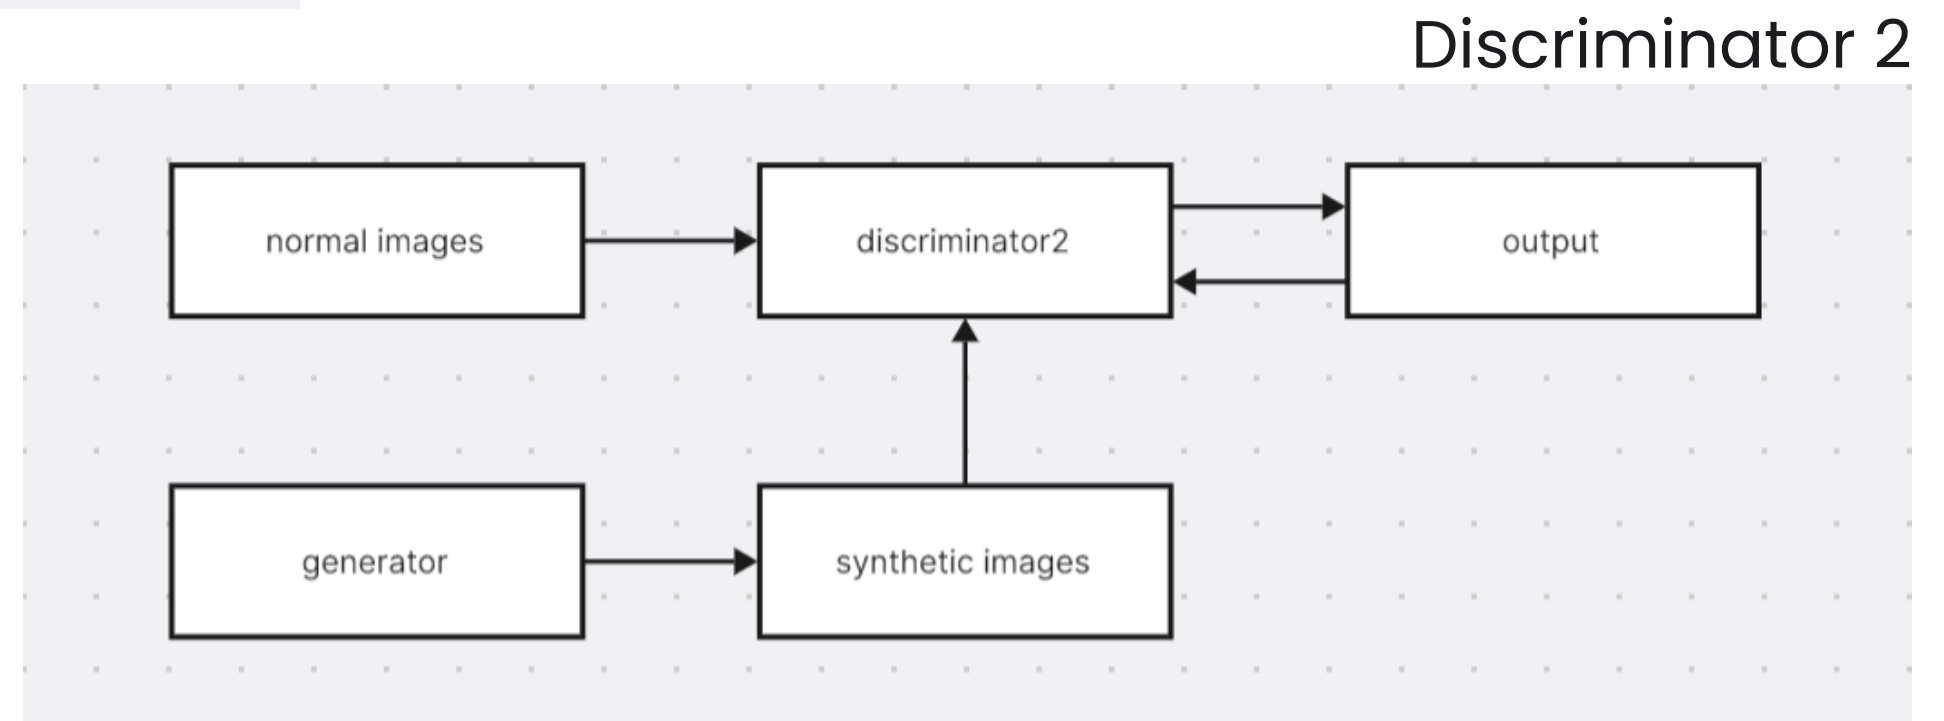 Discriminator 2
normal images
discriminator2
output
generator
synthetic images